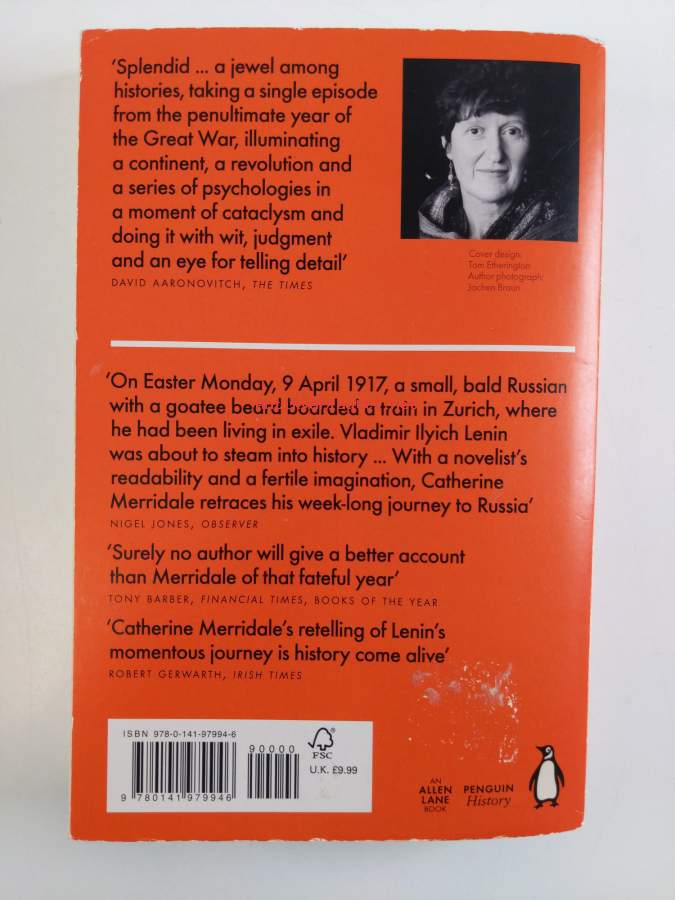 ‘Splendid ... a jewel among
histories, taking a single episode
from the penultimate year of
the Great War, illuminating
a continent, a revolution and
a series of psychologies in
a moment of cataclysm and
doing it with wit, judgment
and an eye for telling detail’
DAVID AARONOVITCH, THE TIMES
Cover design:
Tom Etherington
Author photograph:
Jochen Braun
‘On Easter Monday, 9 April 1917, a small, bald Russian
with a goatee beard boarded a train in Zurich, where
he had been living in exile. Vladimir Ilyich Lenin
was about to steam into history ... With a novelist’s
readability and a fertile imagination, Catherine
Merridale retraces his week-long journey to Russia’
NIGEL JONES, OBSERVER
‘Surely no author will give a better account
than Merridale of that fateful year’
TONY BARBER, FINANCIAL TIMES, BOOKS OF THE YEAR
‘Catherine Merridale’s retelling of Lenin’s
momentous journey is history come alive’
ROBERT GERWARTH, IRISH TIMES
ISBN 978-0-141-97994-6
90000
9 780141 979946
FSC
U.K. £9.99
AN
ALLEN
LANE
BOOK
PENGUIN
History